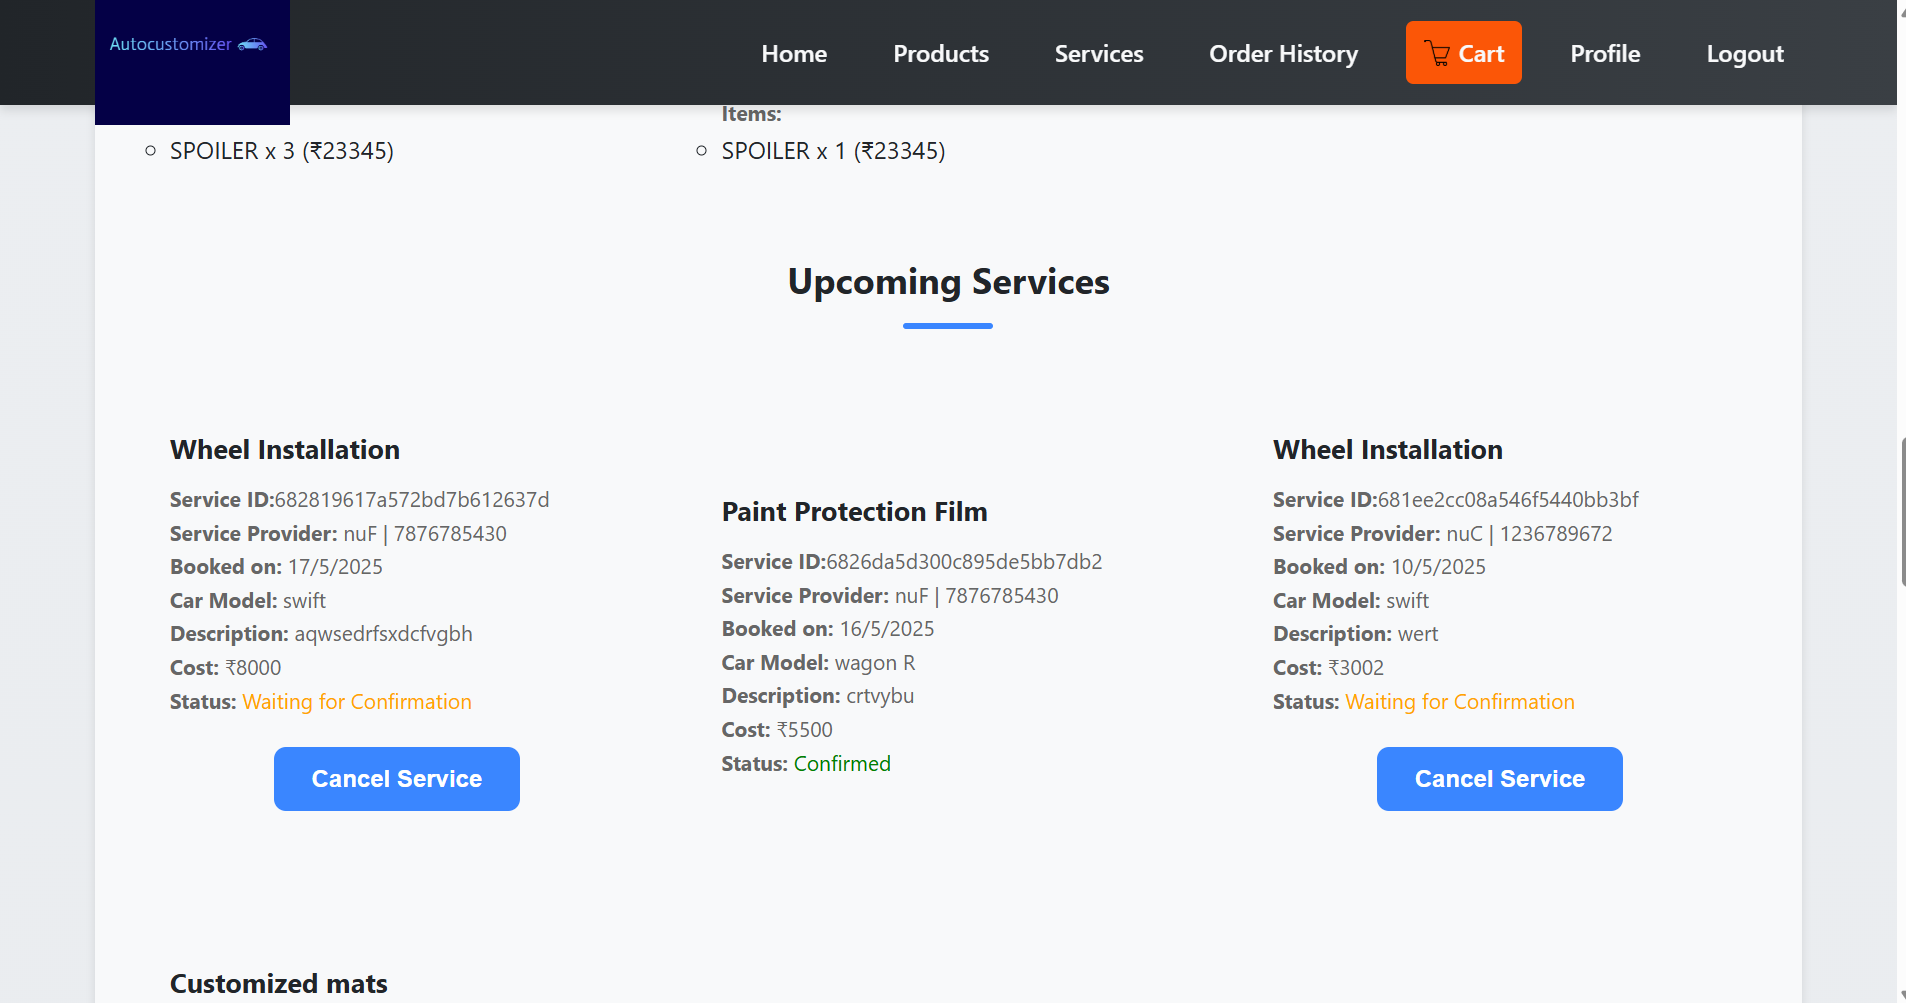 Autocustomizer
Home
Products
Services
Order History
Cart
Profile
Logout
SPOILER x 3 (₹23345)
Items:
SPOILER x 1 (₹23345)
Upcoming Services
Wheel Installation
Service ID:682819617a572bd7b612637d
Service Provider: nuF | 7876785430
Booked on: 17/5/2025
Car Model: swift
Description: aqwsedrfsxdcfvgbh
Cost: ₹8000
Status: Waiting for Confirmation
Cancel Service
Paint Protection Film
Service ID:6826da5d300c895de5bb7db2
Service Provider: nuF | 7876785430
Booked on: 16/5/2025
Car Model: wagon R
Description: crtvybu
Cost: ₹5500
Status: Confirmed
Wheel Installation
Service ID:681ee2cc08a546f5440bb3bf
Service Provider: nuC | 1236789672
Booked on: 10/5/2025
Car Model: swift
Description: wert
Cost: ₹3002
Status: Waiting for Confirmation
Cancel Service
Customized mats